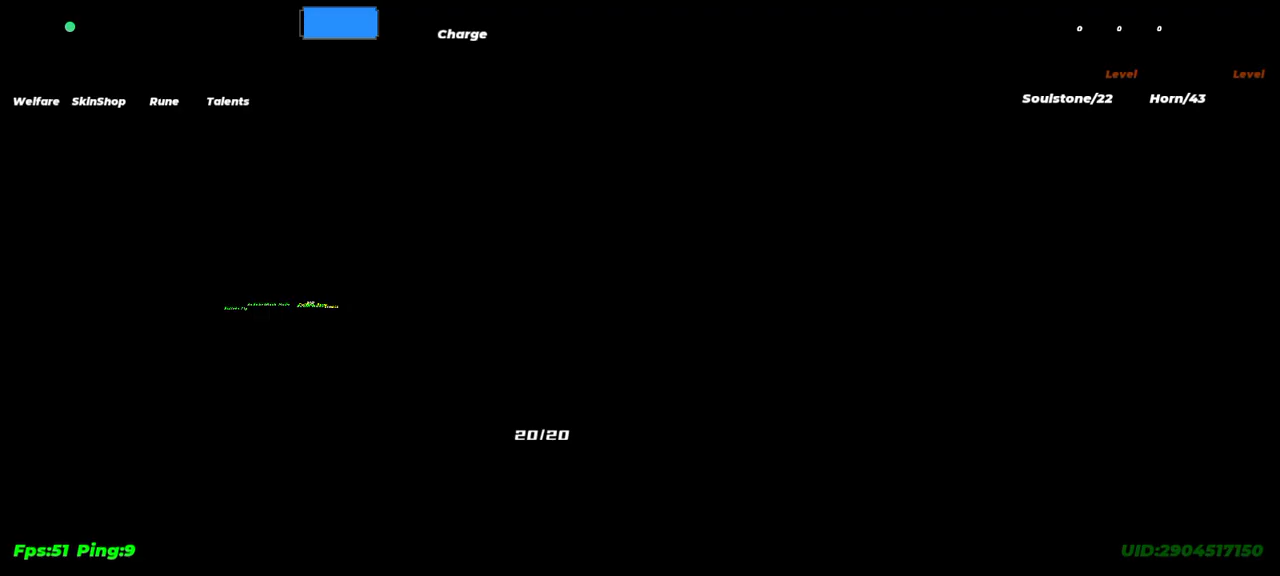 Charge
0 0 0
Level Level
Welfare SkinShop Rune Talents
Soulstone/22 Horn/43
20/20
Fps:51 Ping:9
UID:2904517150